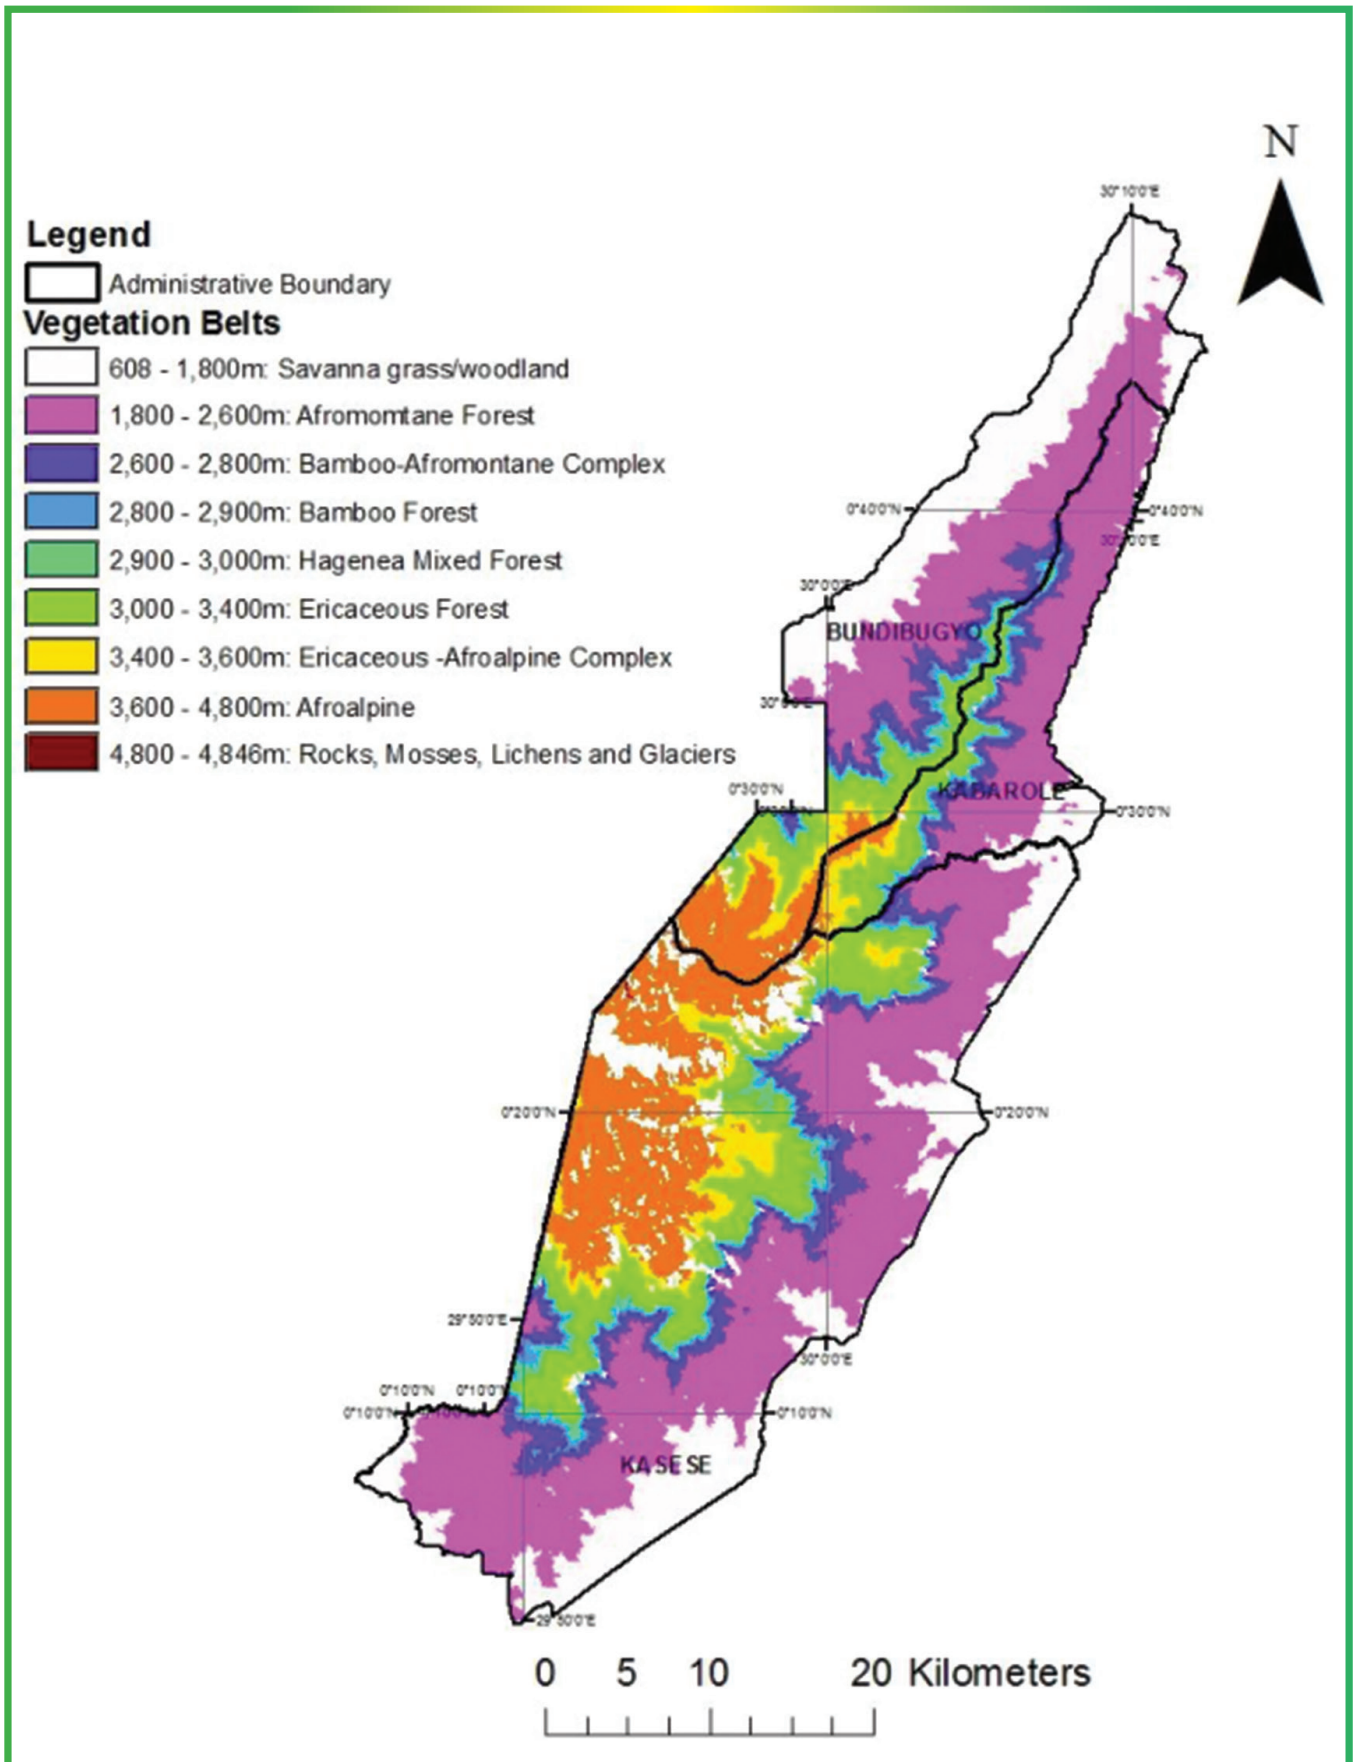 N
30°10'0"E
Legend
Administrative Boundary
Vegetation Belts
608 - 1,800m: Savanna grass/woodland
1,800 - 2,600m: Afromomtane Forest
2,600 - 2,800m: Bamboo-Afromontane Complex
2,800 - 2,900m: Bamboo Forest
2,900 - 3,000m: Hagenea Mixed Forest
3,000 - 3,400m: Ericaceous Forest
3,400 - 3,600m: Ericaceous -Afroalpine Complex
3,600 - 4,800m: Afroalpine
4,800 - 4,846m: Rocks, Mosses, Lichens and Glaciers
0°40'0"N
0°40'0"N
30°0'0"E
BUNDIBUGYO
0°30'0"N
KABAROLE
0°30'0"N
0°20'0"N
0°20'0"N
29°50'0"E
30°0'0"E
0°10'0"N
0°10'0"N
0°10'0"N
KASESE
29°50'0"E
0 5 10 20 Kilometers